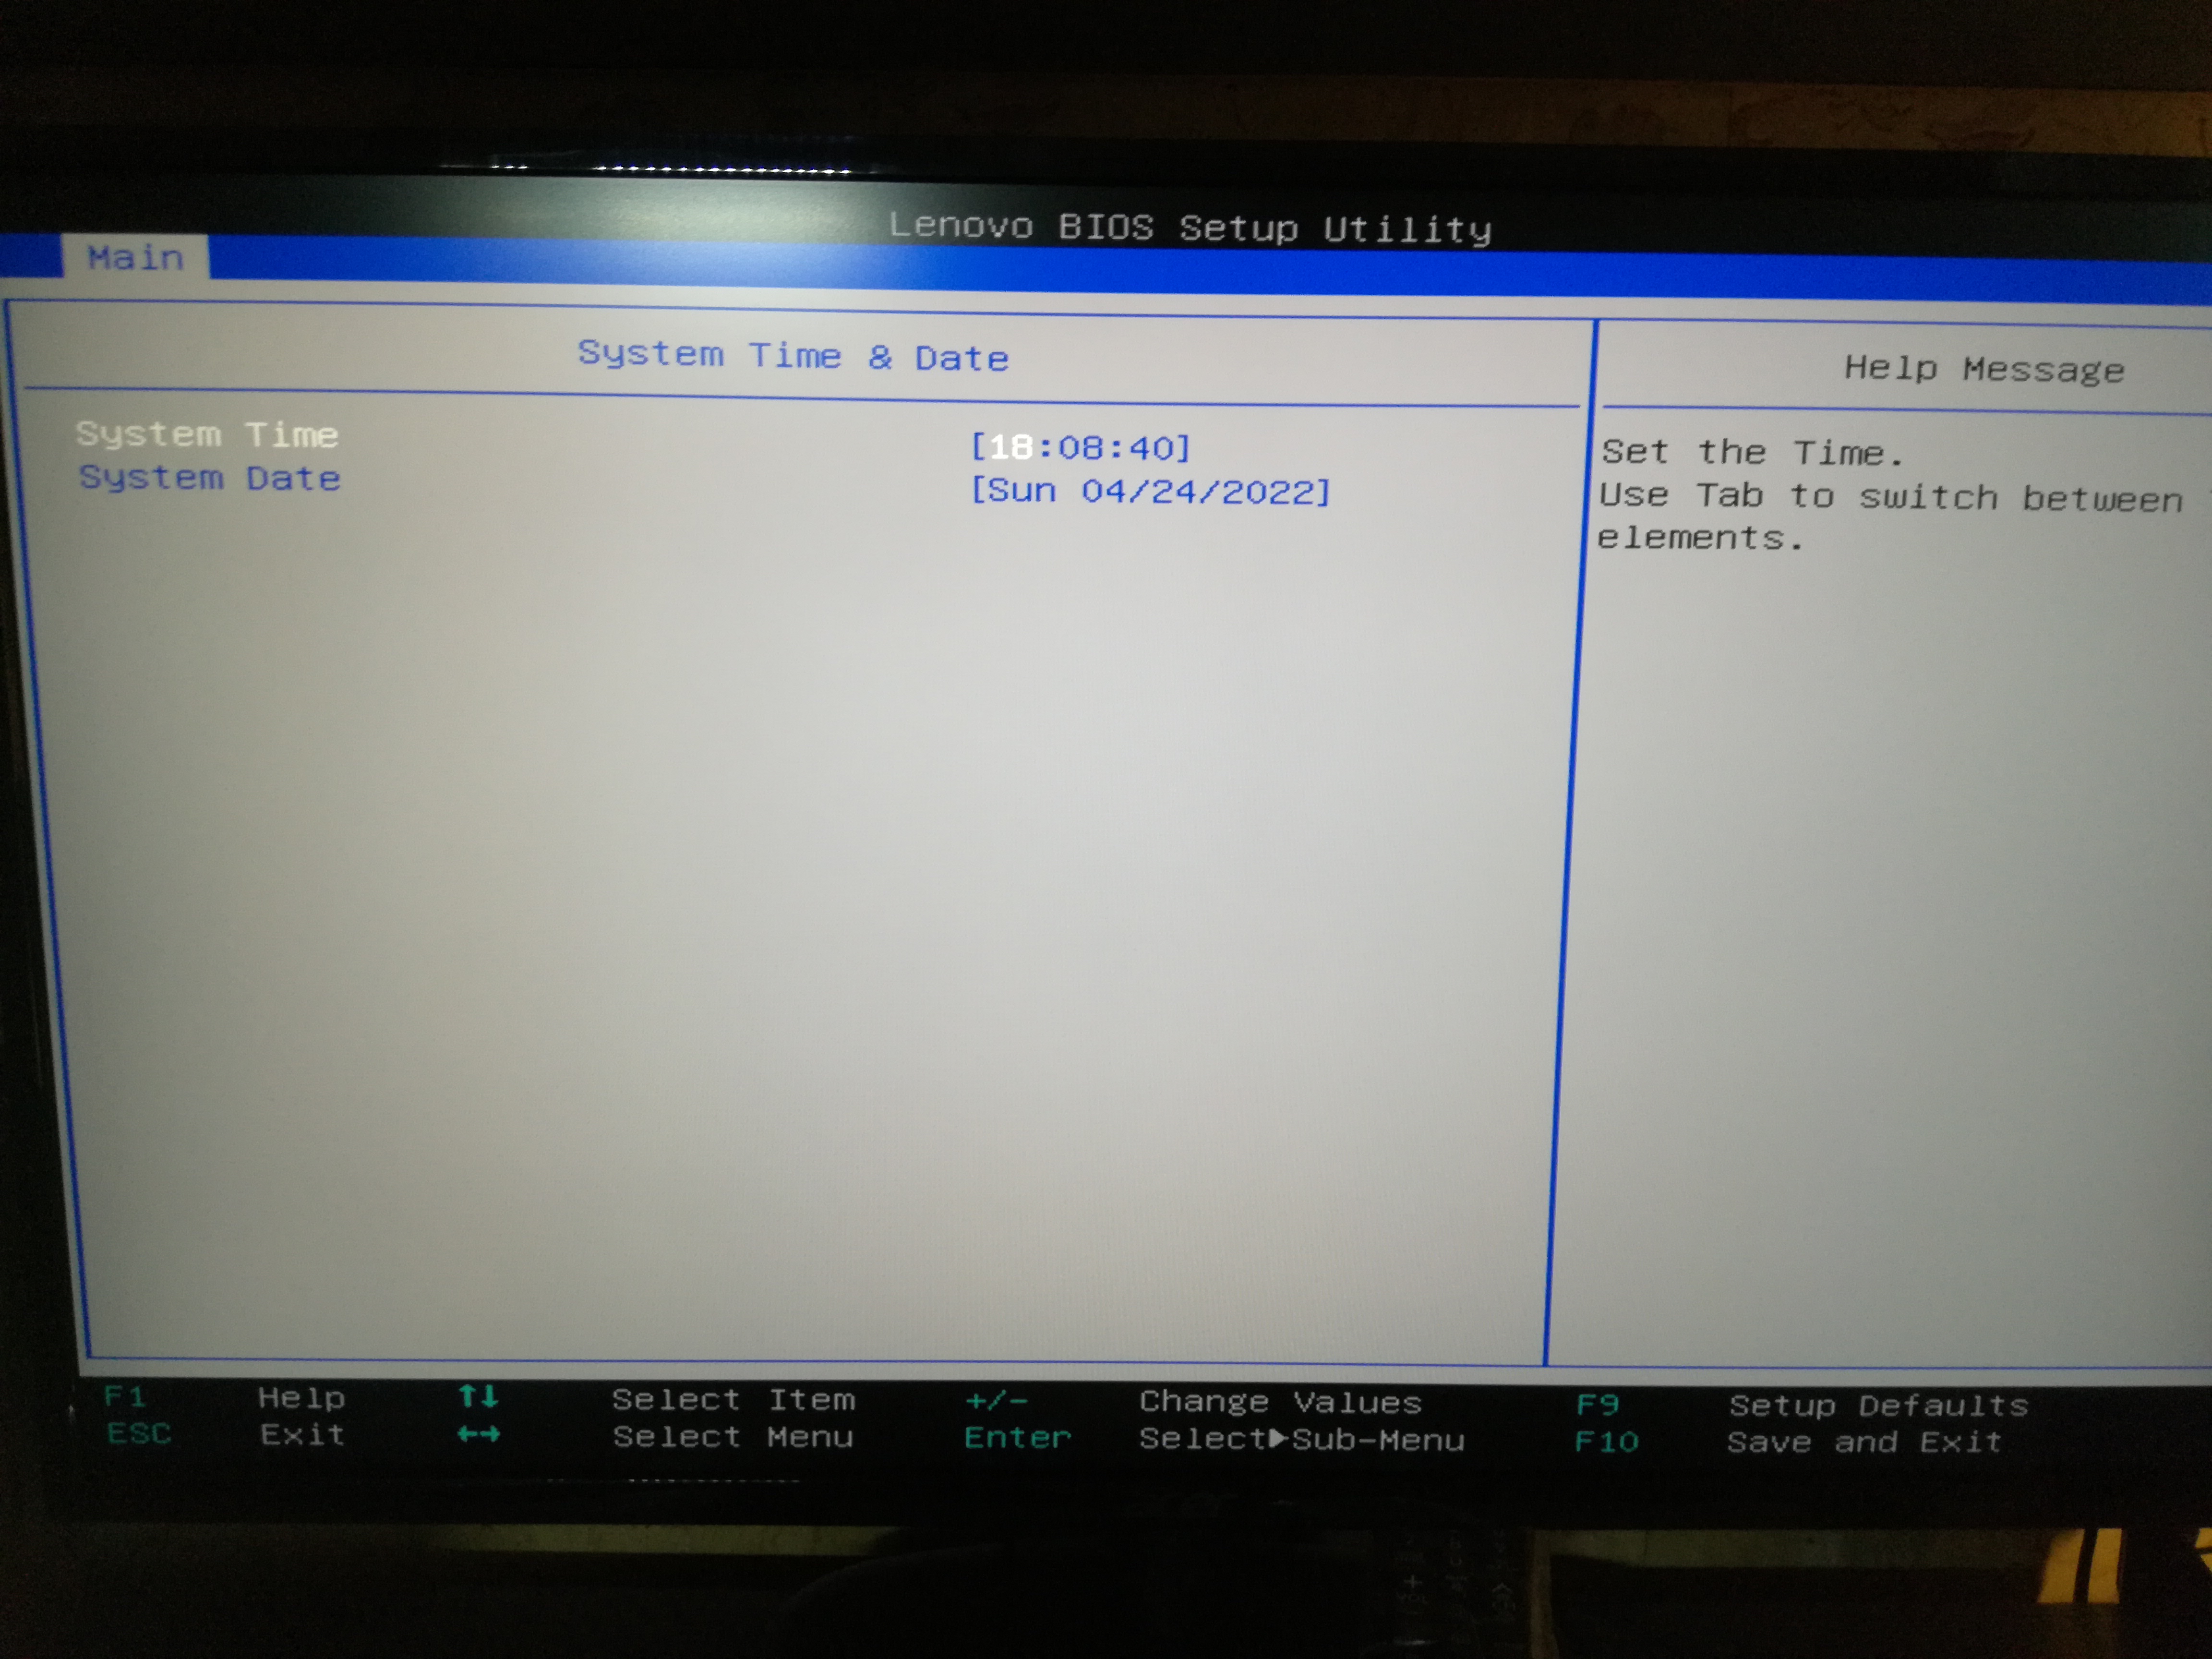 Lenovo BIOS Setup Utility
Main
System Time & Date
System Time [18:08:40]
System Date [Sun 04/24/2022]
Help Message
Set the Time.
Use Tab to switch between
elements.
F1 Help ↑↓ Select Item +/- Change Values F9 Setup Defaults
ESC Exit ←→ Select Menu Enter Select▶Sub-Menu F10 Save and Exit